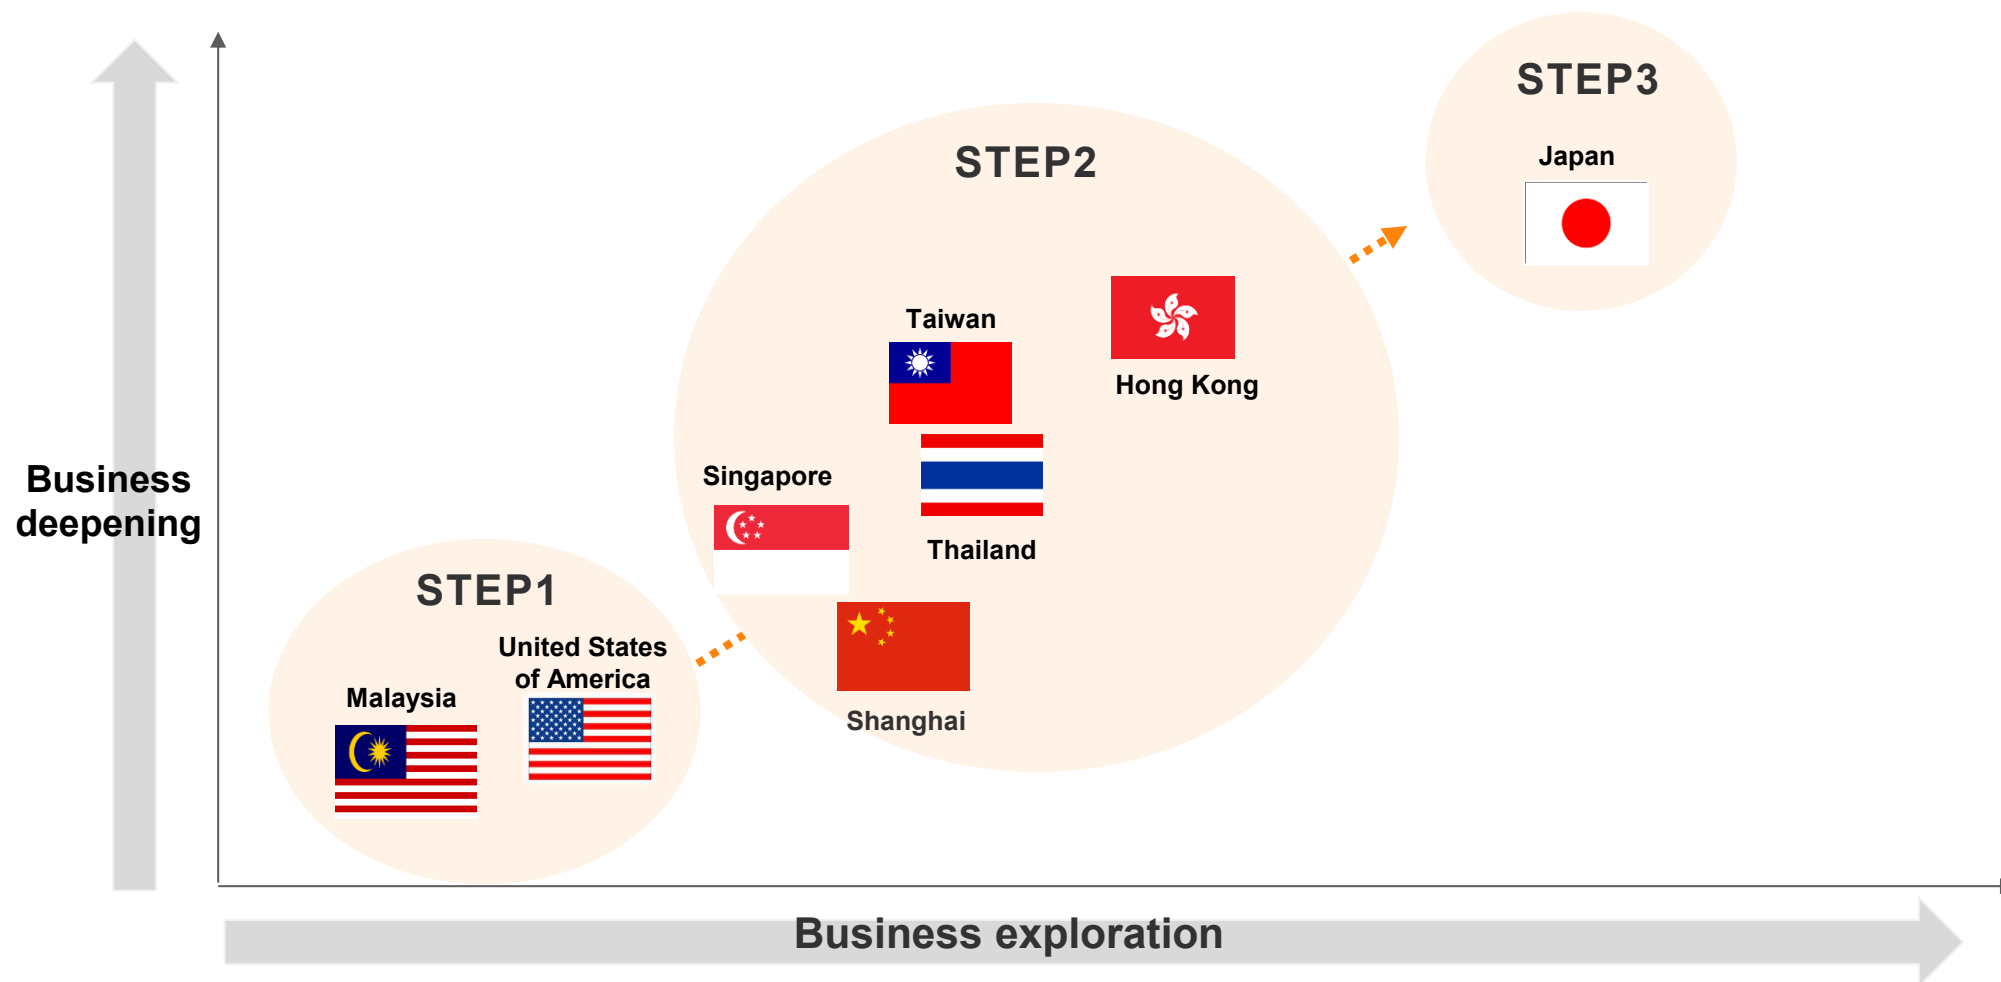 STEP3
Japan
STEP2
Taiwan
Hong Kong
Singapore
Thailand
Shanghai
Business
deepening
STEP1
United States
of America
Malaysia
Business exploration